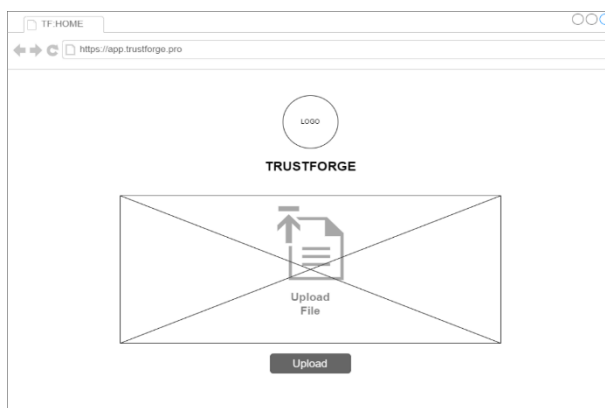 TF:HOME
https://app.trustforge.pro
LOGO
TRUSTFORGE
Upload
File
Upload